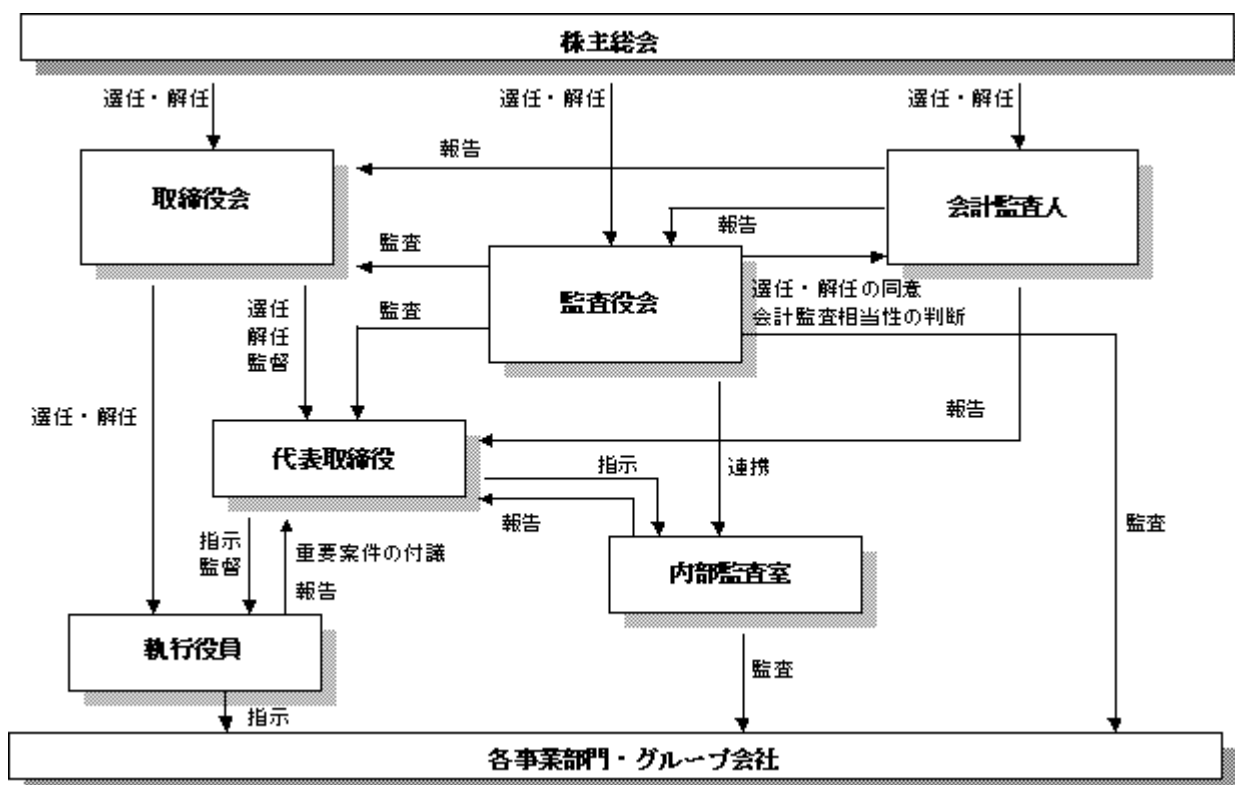 株主総会
選任・解任
選任・解任
選任・解任
報告
取締役会
会計監査人
報告
監査
監査役会
選任・解任の同意
会計監査相当性の判断
選任
解任
監督
監査
選任・解任
報告
代表取締役
指示
連携
報告
監査
指示
監督
重要案件の付議
報告
内部監査室
執行役員
監査
指示
各事業部門・グループ会社